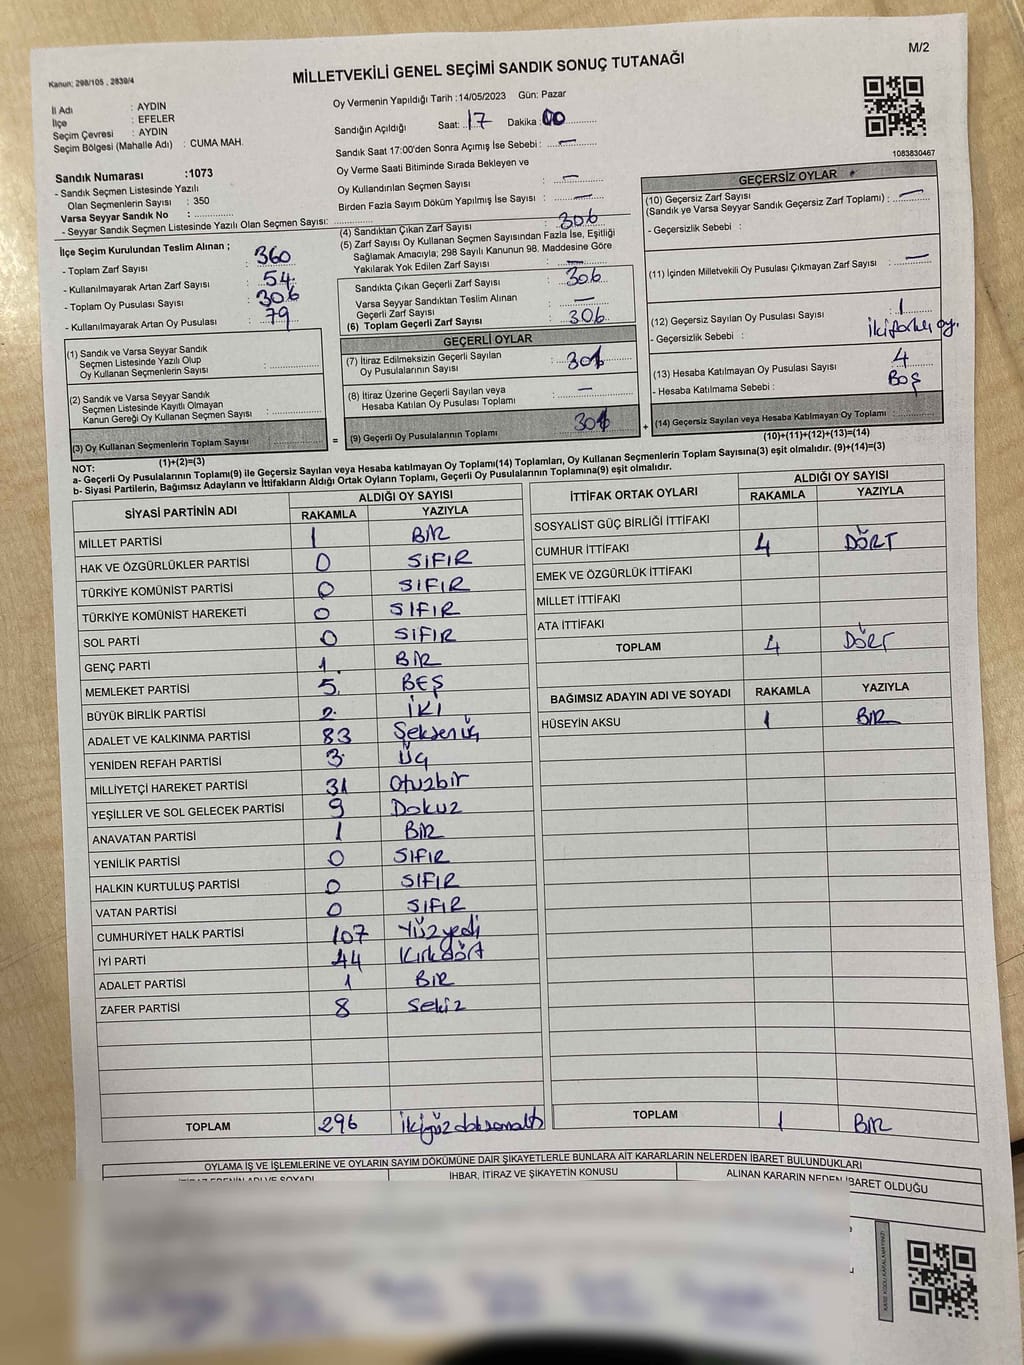 M/2
Kanun: 298/105 , 2839/4
MİLLETVEKİLİ GENEL SEÇİMİ SANDIK SONUÇ TUTANAĞI
İl Adı : AYDIN
İlçe : EFELER
Seçim Çevresi : AYDIN
Seçim Bölgesi (Mahalle Adı) : CUMA MAH.
Sandık Numarası :1073
- Sandık Seçmen Listesinde Yazılı
Olan Seçmenlerin Sayısı : 350
Varsa Seyyar Sandık No :
- Seyyar Sandık Seçmen Listesinde Yazılı Olan Seçmen Sayısı:
Oy Vermenin Yapıldığı Tarih :14/05/2023 Gün: Pazar
Sandığın Açıldığı Saat: 17 Dakika : 00
Sandık Saat 17:00'den Sonra Açımış İse Sebebi : —
Oy Verme Saati Bitiminde Sırada Bekleyen ve
Oy Kullandırılan Seçmen Sayısı : —
Birden Fazla Sayım Döküm Yapılmış İse Sayısı : —
1083830467
İlçe Seçim Kurulundan Teslim Alınan ;
- Toplam Zarf Sayısı : 360
- Kullanılmayarak Artan Zarf Sayısı : 54
- Toplam Oy Pusulası Sayısı : 306
- Kullanılmayarak Artan Oy Pusulası : 79
(1) Sandık ve Varsa Seyyar Sandık
Seçmen Listesinde Yazılı Olup
Oy Kullanan Seçmenlerin Sayısı :
(2) Sandık ve Varsa Seyyar Sandık
Seçmen Listesinde Kayıtlı Olmayan
Kanun Gereği Oy Kullanan Seçmen Sayısı :
(3) Oy Kullanan Seçmenlerin Toplam Sayısı =
(1)+(2)=(3)
(4) Sandıktan Çıkan Zarf Sayısı : 306
(5) Zarf Sayısı Oy Kullanan Seçmen Sayısından Fazla İse, Eşitliği
Sağlamak Amacıyla; 298 Sayılı Kanunun 98. Maddesine Göre
Yakılarak Yok Edilen Zarf Sayısı : —
Sandıkta Çıkan Geçerli Zarf Sayısı : 306
Varsa Seyyar Sandıktan Teslim Alınan
Geçerli Zarf Sayısı : —
(6) Toplam Geçerli Zarf Sayısı : 306
GEÇERLİ OYLAR
(7) İtiraz Edilmeksizin Geçerli Sayılan
Oy Pusulalarının Sayısı : 301
(8) İtiraz Üzerine Geçerli Sayılan veya
Hesaba Katılan Oy Pusulası Toplamı : —
(9) Geçerli Oy Pusulalarının Toplamı : 301 +
GEÇERSİZ OYLAR
(10) Geçersiz Zarf Sayısı
(Sandık ve Varsa Seyyar Sandık Geçersiz Zarf Toplamı) : —
- Geçersizlik Sebebi :
(11) İçinden Milletvekili Oy Pusulası Çıkmayan Zarf Sayısı : —
(12) Geçersiz Sayılan Oy Pusulası Sayısı : 1
- Geçersizlik Sebebi :
(13) Hesaba Katılmayan Oy Pusulası Sayısı : 4
- Hesaba Katılmama Sebebi : Boş
(14) Geçersiz Sayılan veya Hesaba Katılmayan Oy Toplamı :
(10)+(11)+(12)+(13)=(14)
NOT:
a- Geçerli Oy Pusulalarının Toplamı(9) ile Geçersiz Sayılan veya Hesaba katılmayan Oy Toplamı(14) Toplamları, Oy Kullanan Seçmenlerin Toplam Sayısına(3) eşit olmalıdır. (9)+(14)=(3)
b- Siyasi Partilerin, Bağımsız Adayların ve İttifakların Aldığı Ortak Oyların Toplamı, Geçerli Oy Pusulalarının Toplamına(9) eşit olmalıdır.
SİYASİ PARTİNİN ADI ALDIĞI OY SAYISI
RAKAMLA YAZIYLA
MİLLET PARTİSİ 1 BİR
HAK VE ÖZGÜRLÜKLER PARTİSİ 0 SIFIR
TÜRKİYE KOMÜNİST PARTİSİ 0 SIFIR
TÜRKİYE KOMÜNİST HAREKETİ 0 SIFIR
SOL PARTİ 0 SIFIR
GENÇ PARTİ 1 BİR
MEMLEKET PARTİSİ 5 BEŞ
BÜYÜK BİRLİK PARTİSİ 2 İKİ
ADALET VE KALKINMA PARTİSİ 83 Seksenüç
YENİDEN REFAH PARTİSİ 3 Üç
MİLLİYETÇİ HAREKET PARTİSİ 31 Otuzbir
YEŞİLLER VE SOL GELECEK PARTİSİ 9 Dokuz
ANAVATAN PARTİSİ 1 BİR
YENİLİK PARTİSİ 0 SIFIR
HALKIN KURTULUŞ PARTİSİ 0 SIFIR
VATAN PARTİSİ 0 SIFIR
CUMHURİYET HALK PARTİSİ 107 Yüzyedi
İYİ PARTİ 44 Kırkdört
ADALET PARTİSİ 1 BİR
ZAFER PARTİSİ 8 Sekiz
TOPLAM 296 İkiyüzdoksanaltı
İTTİFAK ORTAK OYLARI ALDIĞI OY SAYISI
RAKAMLA YAZIYLA
SOSYALİST GÜÇ BİRLİĞİ İTTİFAKI
CUMHUR İTTİFAKI 4 DÖRT
EMEK VE ÖZGÜRLÜK İTTİFAKI
MİLLET İTTİFAKI
ATA İTTİFAKI
TOPLAM 4 DÖRT
BAĞIMSIZ ADAYIN ADI VE SOYADI RAKAMLA YAZIYLA
HÜSEYİN AKSU 1 BİR
TOPLAM 1 BİR
OYLAMA İŞ VE İŞLEMLERİNE VE OYLARIN SAYIM DÖKÜMÜNE DAİR ŞİKAYETLERLE BUNLARA AİT KARARLARIN NELERDEN İBARET BULUNDUKLARI
İHBAR, İTİRAZ VE ŞİKAYETİN KONUSU
ALINAN KARARIN NEDEN İBARET OLDUĞU